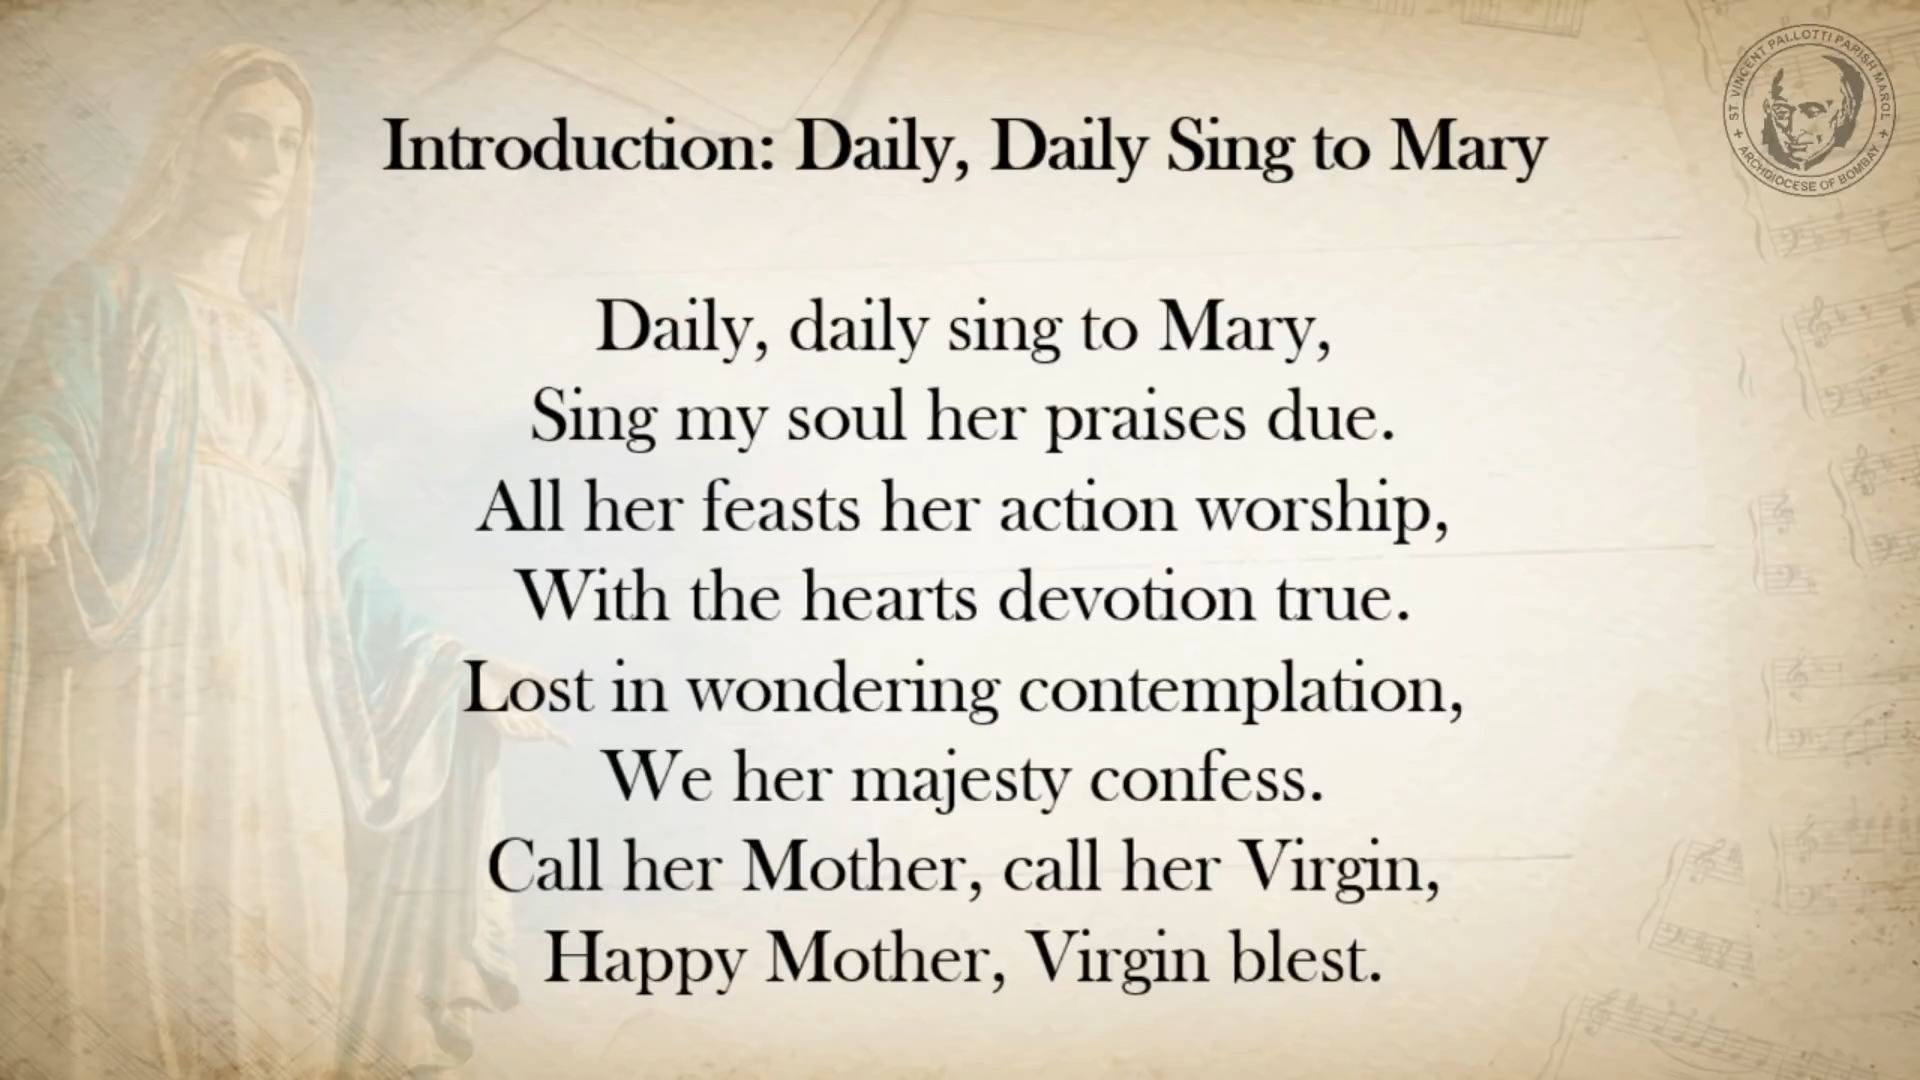 Introduction: Daily, Daily Sing to Mary
Daily, daily sing to Mary,
Sing my soul her praises due.
All her feasts her action worship,
With the hearts devotion true.
Lost in wondering contemplation,
We her majesty confess.
Call her Mother, call her Virgin,
Happy Mother, Virgin blest.
ST VINCENT PALLOTTI PARISH MAROL
+ ARCHDIOCESE OF BOMBAY +